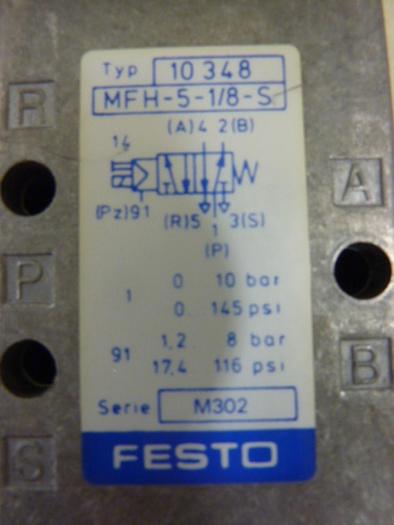 Typ 10 348
MFH-5-1/8-S
R
(A)4 2(B)
14
A
(Pz)91
(R)5 1 3(S)
(P)
P
1 0 10 bar
0 145 psi
91 1,2 8 bar
17,4 116 psi
B
Serie M302
S
FESTO